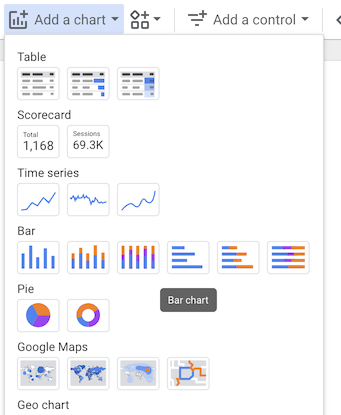 Add a chart
Add a control
Table
Scorecard
Total
1,168
Sessions
69.3K
Time series
Bar
Pie
Bar chart
Google Maps
Geo chart